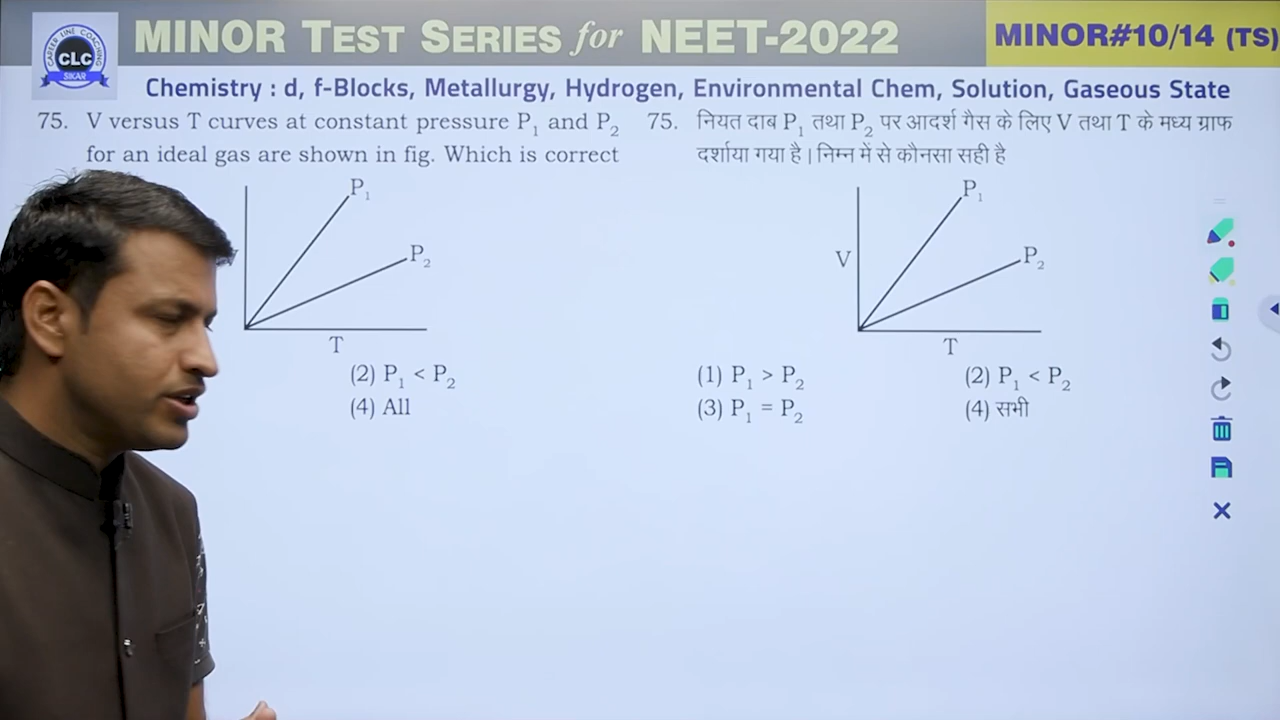 CAREER LINE COACHING
CLC
SIKAR
MINOR TEST SERIES for NEET-2022
MINOR#10/14 (TS)
Chemistry : d, f-Blocks, Metallurgy, Hydrogen, Environmental Chem, Solution, Gaseous State
75. V versus T curves at constant pressure P₁ and P₂
for an ideal gas are shown in fig. Which is correct
P₁
P₂
T
(2) P₁ < P₂
(4) All
75. नियत दाब P₁ तथा P₂ पर आदर्श गैस के लिए V तथा T के मध्य ग्राफ
दर्शाया गया है | निम्न में से कौनसा सही है
P₁
V
P₂
T
(1) P₁ > P₂ (2) P₁ < P₂
(3) P₁ = P₂ (4) सभी